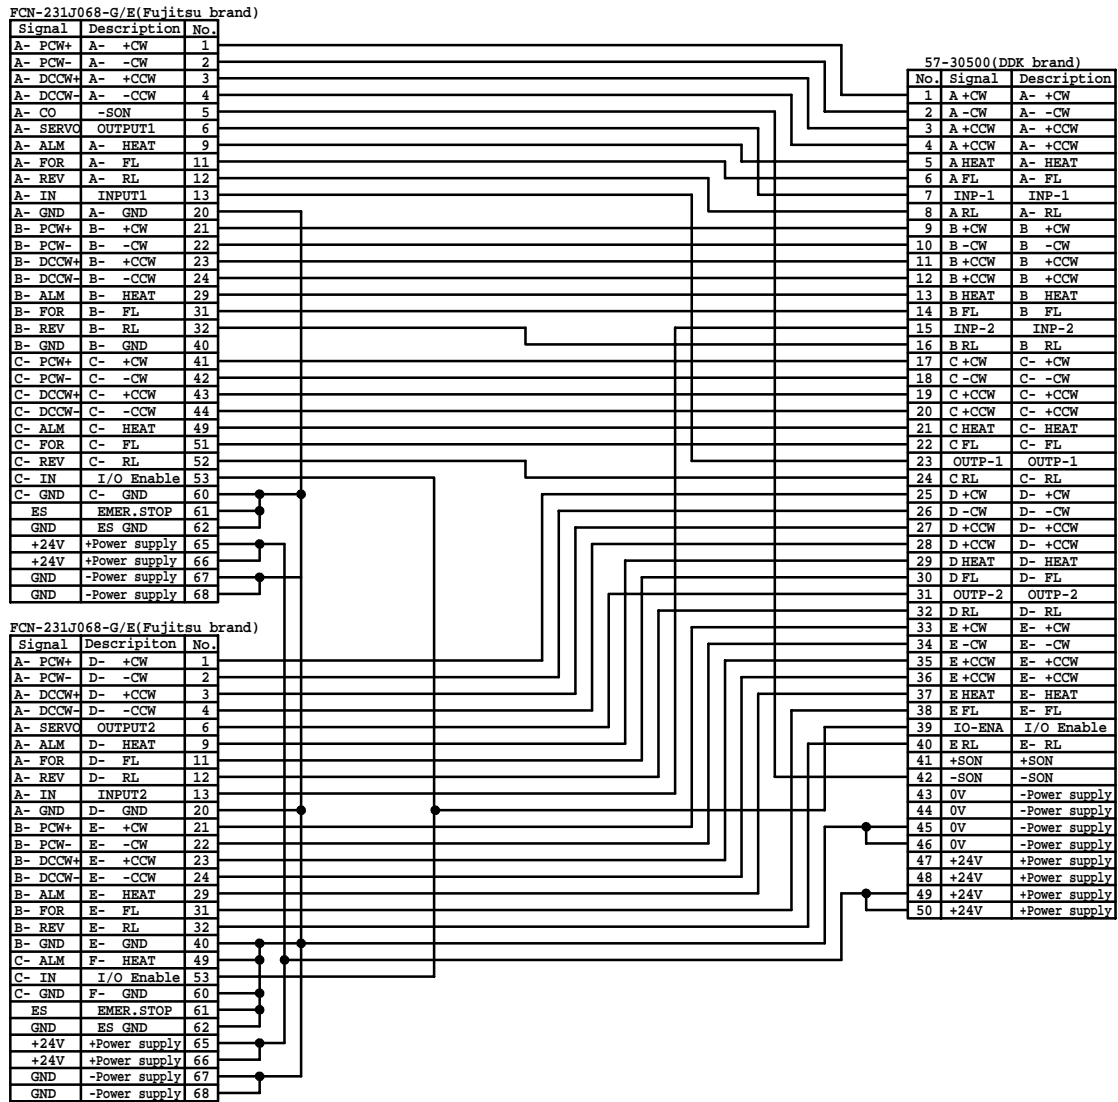 FCN-231J068-G/E(Fujitsu brand)
Signal Description No.
A- PCW+ A- +CW 1
A- PCW- A- -CW 2
A- DCCW+ A- +CCW 3
A- DCCW- A- -CCW 4
A- CO -SON 5
A- SERVO OUTPUT1 6
A- ALM A- HEAT 9
A- FOR A- FL 11
A- REV A- RL 12
A- IN INPUT1 13
A- GND A- GND 20
B- PCW+ B- +CW 21
B- PCW- B- -CW 22
B- DCCW+ B- +CCW 23
B- DCCW- B- -CCW 24
B- ALM B- HEAT 29
B- FOR B- FL 31
B- REV B- RL 32
B- GND B- GND 40
C- PCW+ C- +CW 41
C- PCW- C- -CW 42
C- DCCW+ C- +CCW 43
C- DCCW- C- -CCW 44
C- ALM C- HEAT 49
C- FOR C- FL 51
C- REV C- RL 52
C- IN I/O Enable 53
C- GND C- GND 60
ES EMER.STOP 61
GND ES GND 62
+24V +Power supply 65
+24V +Power supply 66
GND -Power supply 67
GND -Power supply 68
FCN-231J068-G/E(Fujitsu brand)
Signal Descripiton No.
A- PCW+ D- +CW 1
A- PCW- D- -CW 2
A- DCCW+ D- +CCW 3
A- DCCW- D- -CCW 4
A- SERVO OUTPUT2 6
A- ALM D- HEAT 9
A- FOR D- FL 11
A- REV D- RL 12
A- IN INPUT2 13
A- GND D- GND 20
B- PCW+ E- +CW 21
B- PCW- E- -CW 22
B- DCCW+ E- +CCW 23
B- DCCW- E- -CCW 24
B- ALM E- HEAT 29
B- FOR E- FL 31
B- REV E- RL 32
B- GND E- GND 40
C- ALM F- HEAT 49
C- IN I/O Enable 53
C- GND F- GND 60
ES EMER.STOP 61
GND ES GND 62
+24V +Power supply 65
+24V +Power supply 66
GND -Power supply 67
GND -Power supply 68
57-30500(DDK brand)
No. Signal Description
1 A +CW A- +CW
2 A -CW A- -CW
3 A +CCW A- +CCW
4 A +CCW A- +CCW
5 A HEAT A- HEAT
6 A FL A- FL
7 INP-1 INP-1
8 A RL A- RL
9 B +CW B +CW
10 B -CW B -CW
11 B +CCW B +CCW
12 B +CCW B +CCW
13 B HEAT B HEAT
14 B FL B FL
15 INP-2 INP-2
16 B RL B RL
17 C +CW C- +CW
18 C -CW C- -CW
19 C +CCW C- +CCW
20 C +CCW C- +CCW
21 C HEAT C- HEAT
22 C FL C- FL
23 OUTP-1 OUTP-1
24 C RL C- RL
25 D +CW D- +CW
26 D -CW D- -CW
27 D +CCW D- +CCW
28 D +CCW D- +CCW
29 D HEAT D- HEAT
30 D FL D- FL
31 OUTP-2 OUTP-2
32 D RL D- RL
33 E +CW E- +CW
34 E -CW E- -CW
35 E +CCW E- +CCW
36 E +CCW E- +CCW
37 E HEAT E- HEAT
38 E FL E- FL
39 IO-ENA I/O Enable
40 E RL E- RL
41 +SON +SON
42 -SON -SON
43 0V -Power supply
44 0V -Power supply
45 0V -Power supply
46 0V -Power supply
47 +24V +Power supply
48 +24V +Power supply
49 +24V +Power supply
50 +24V +Power supply